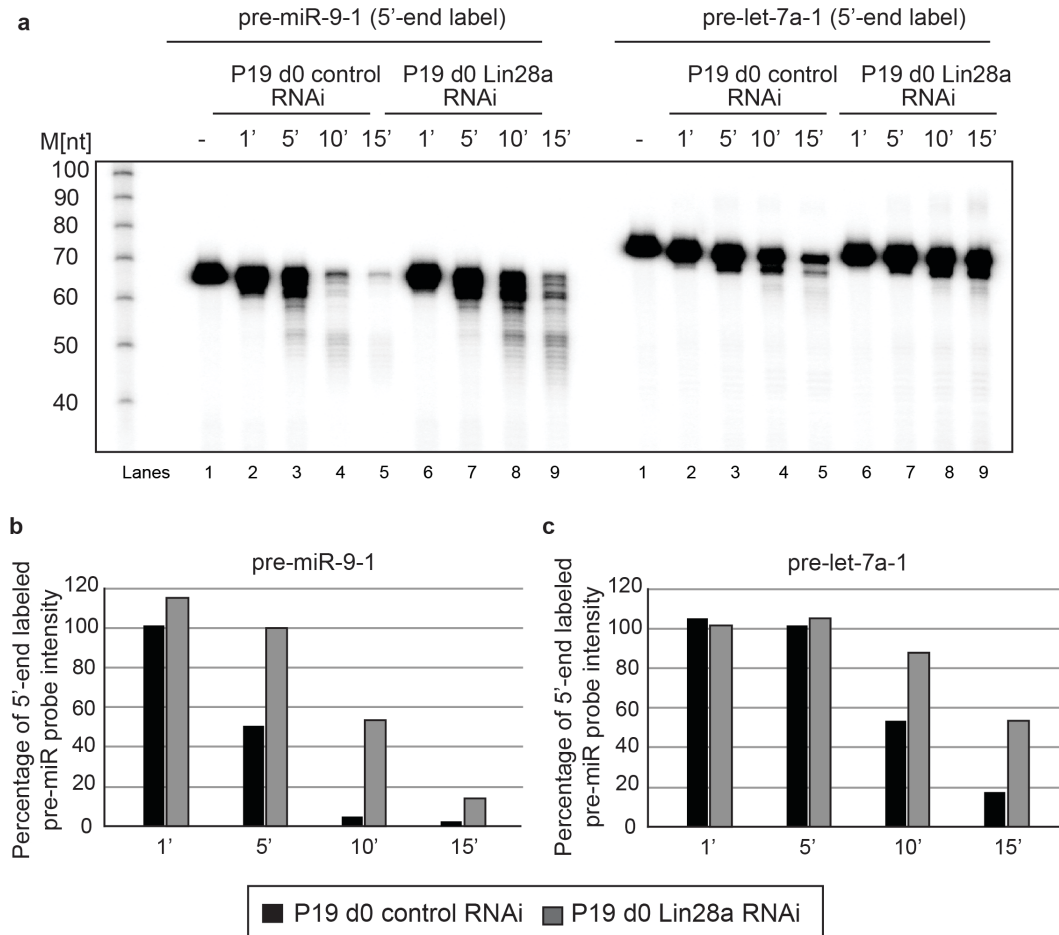 a
pre-miR-9-1 (5’-end label)
pre-let-7a-1 (5’-end label)
P19 d0 control RNAi
P19 d0 Lin28a RNAi
P19 d0 control RNAi
P19 d0 Lin28a RNAi
M[nt] - 1’ 5’ 10’ 15’ 1’ 5’ 10’ 15’ - 1’ 5’ 10’ 15’ 1’ 5’ 10’ 15’
100
90
80
70
60
50
40
Lanes 1 2 3 4 5 6 7 8 9 1 2 3 4 5 6 7 8 9
b
pre-miR-9-1
Percentage of 5’-end labeled
pre-miR probe intensity
120
100
80
60
40
20
0
1’ 5’ 10’ 15’
c
pre-let-7a-1
Percentage of 5’-end labeled
pre-miR probe intensity
120
100
80
60
40
20
0
1’ 5’ 10’ 15’
P19 d0 control RNAi P19 d0 Lin28a RNAi